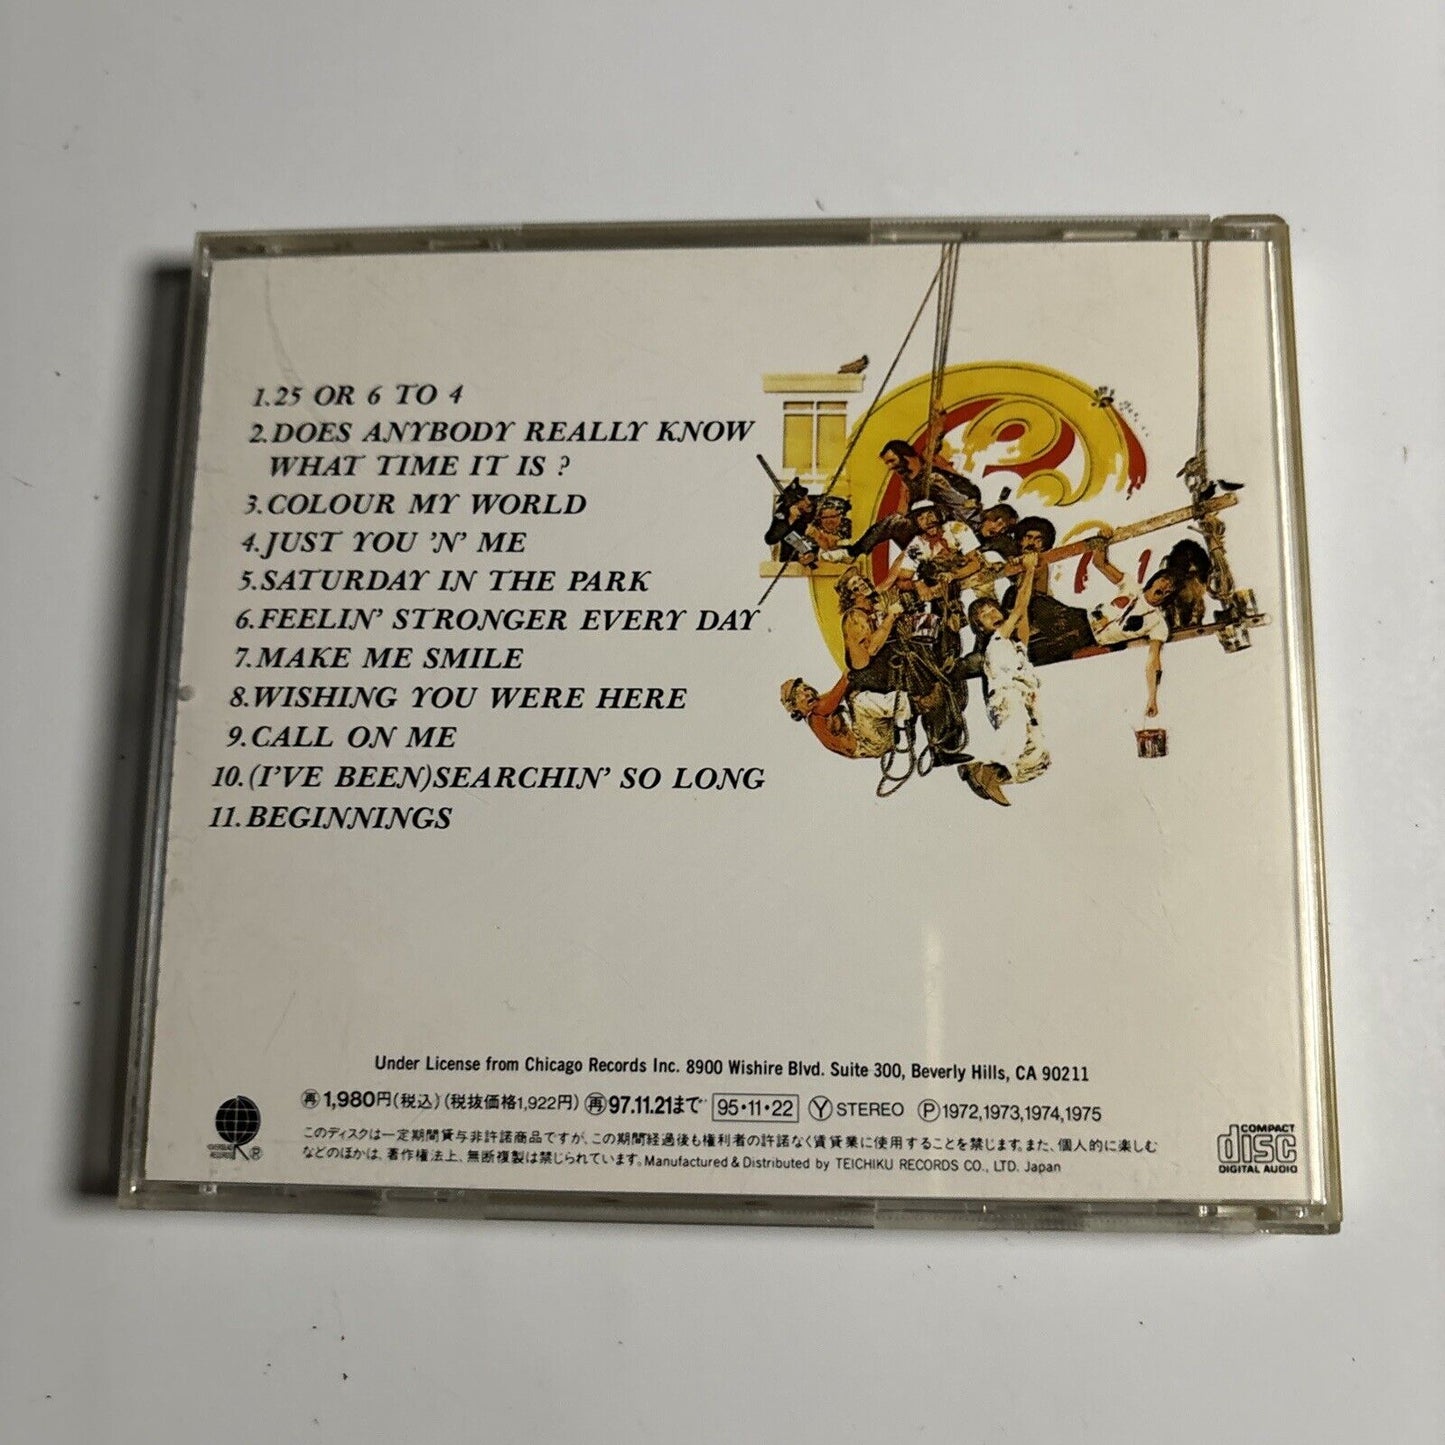 1.25 OR 6 TO 4
2.DOES ANYBODY REALLY KNOW
WHAT TIME IT IS ?
3.COLOUR MY WORLD
4.JUST YOU 'N' ME
5.SATURDAY IN THE PARK
6.FEELIN' STRONGER EVERY DAY
7.MAKE ME SMILE
8.WISHING YOU WERE HERE
9.CALL ON ME
10.(I'VE BEEN)SEARCHIN' SO LONG
11.BEGINNINGS
Under License from Chicago Records Inc. 8900 Wishire Blvd. Suite 300, Beverly Hills, CA 90211
再1,980円(税込)(税抜価格1,922円) 再97.11.21まで 95・11・22 Ⓨ STEREO Ⓟ 1972,1973,1974,1975
このディスクは一定期間貸与非許諾商品ですが、この期間経過後も権利者の許諾なく賃貸業に使用することを禁じます。また、個人的に楽しむ
などのほかは、著作権法上、無断複製は禁じられています。Manufactured & Distributed by TEICHIKU RECORDS CO., LTD. Japan
®
COMPACT
disc
DIGITAL AUDIO